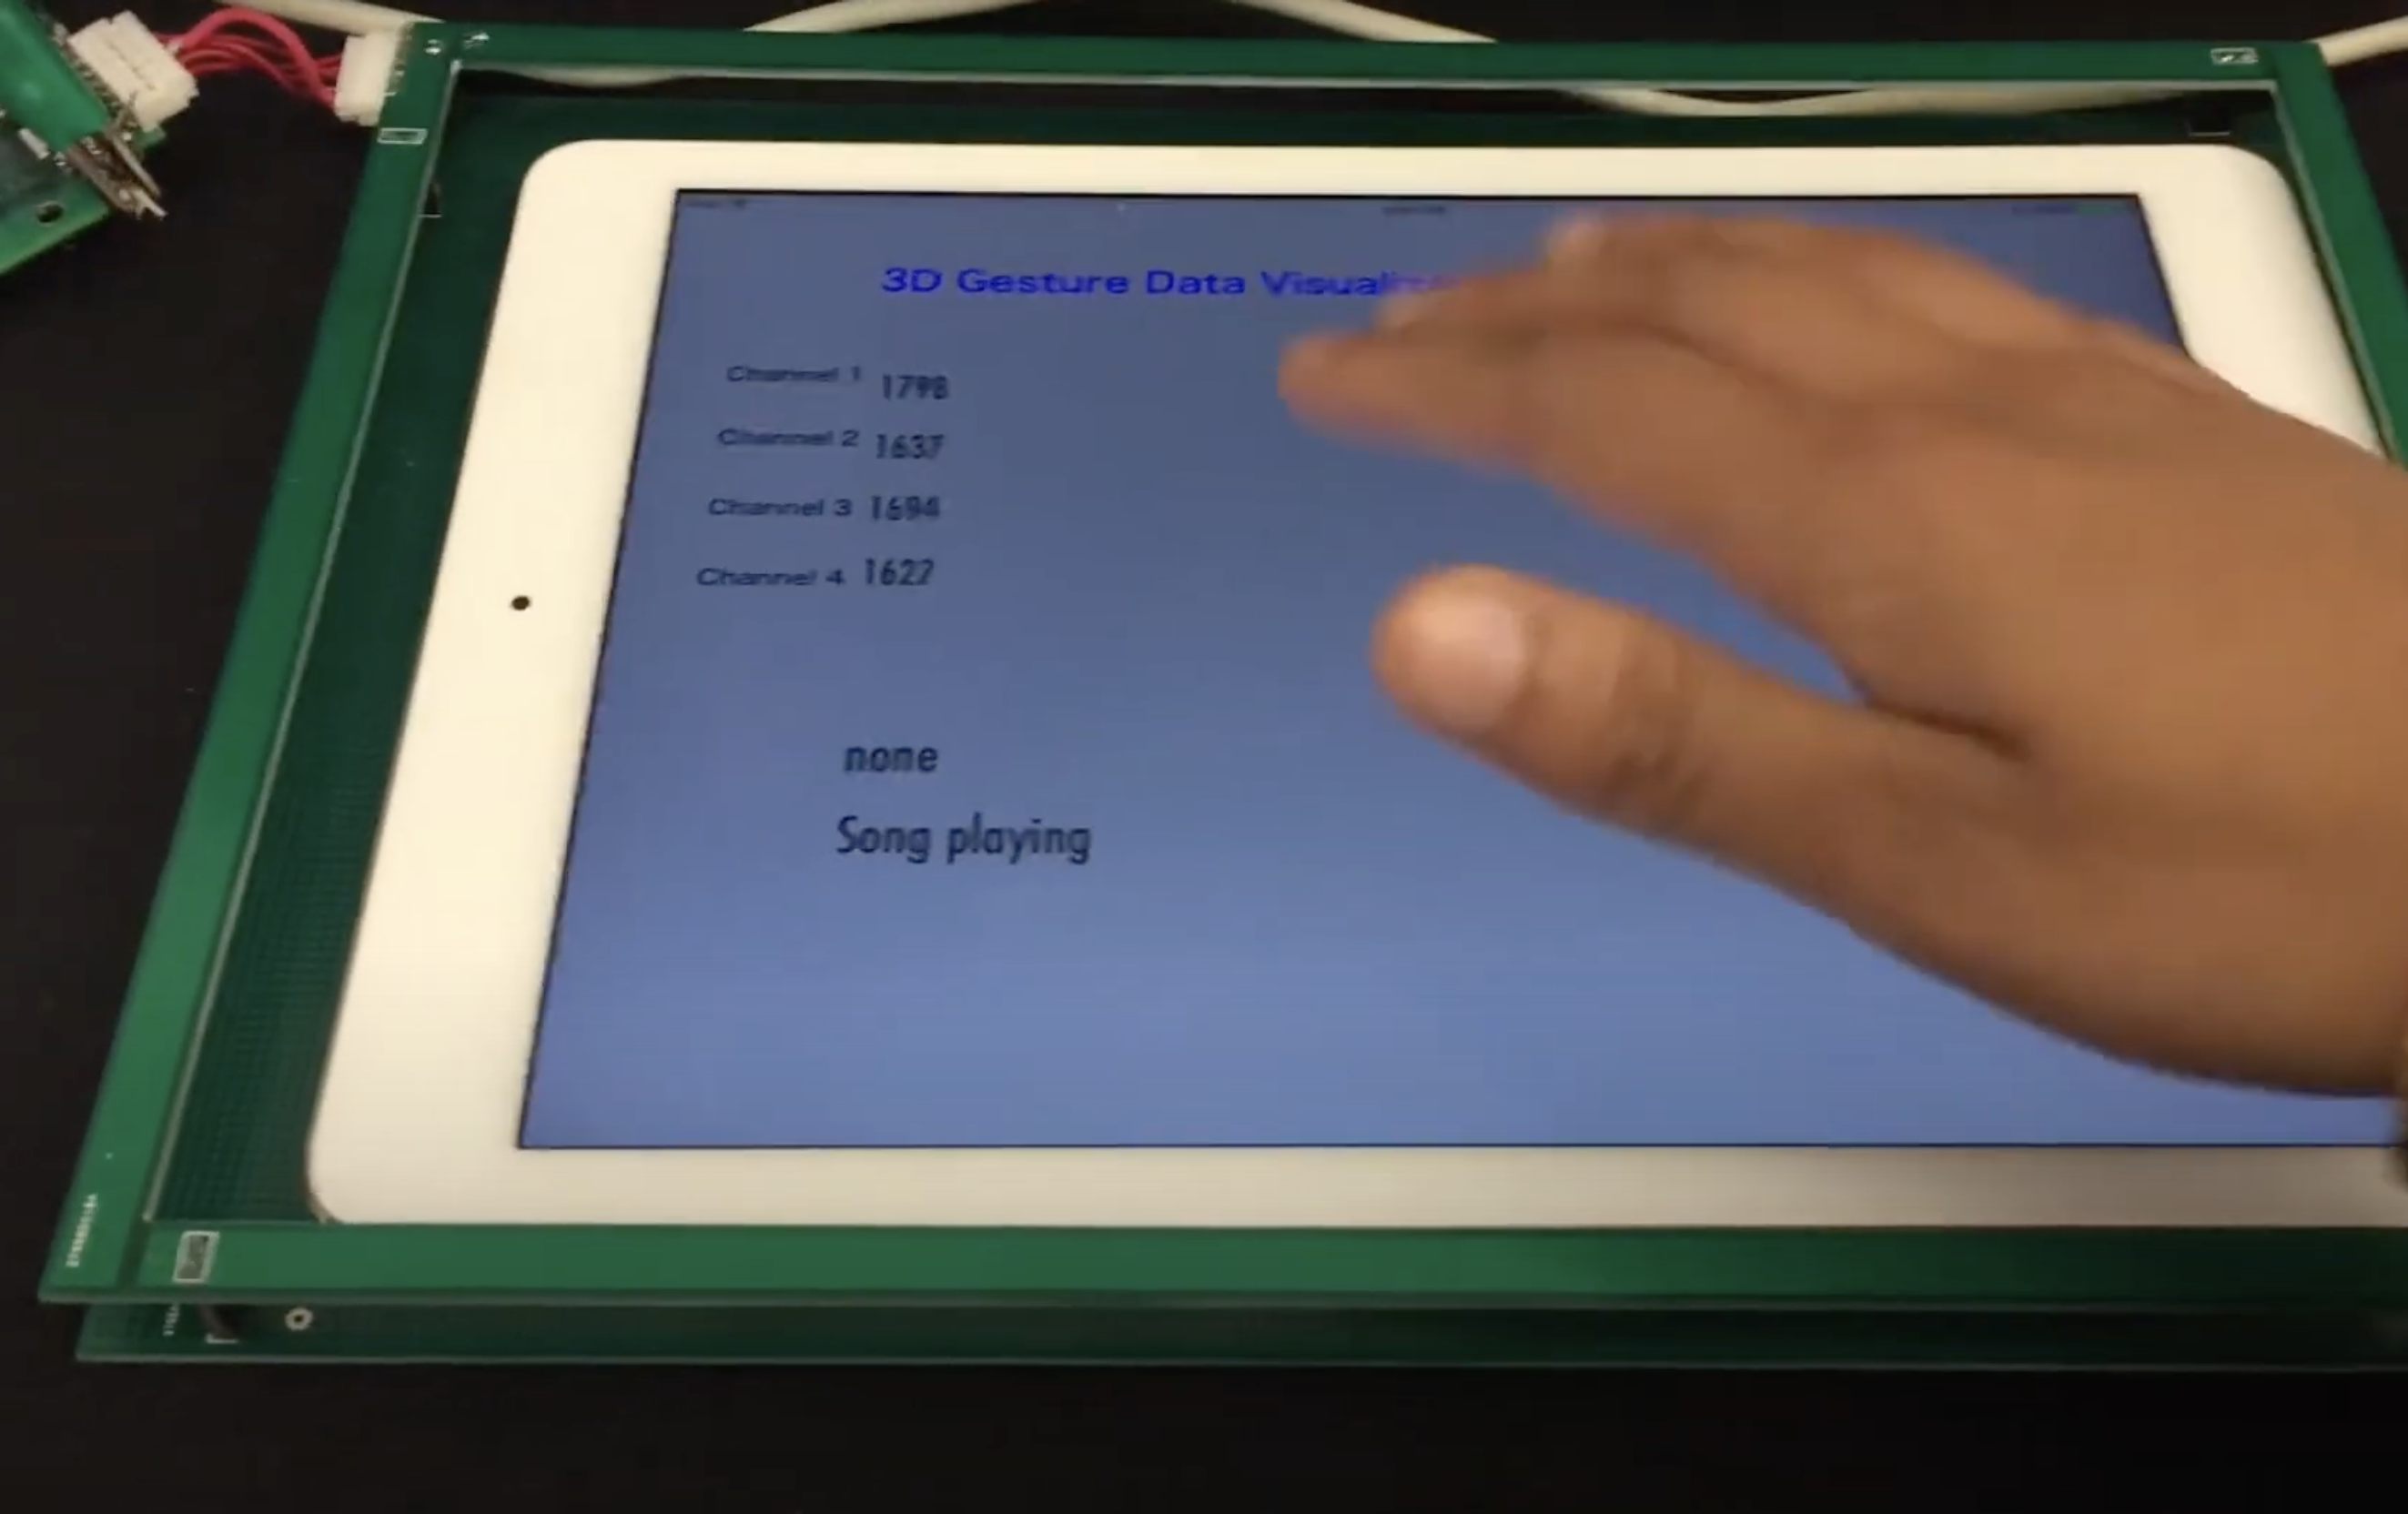 3D Gesture Data
Channel 1 1798
Channel 2 1637
Channel 3 1694
Channel 4 1622
none
Song playing